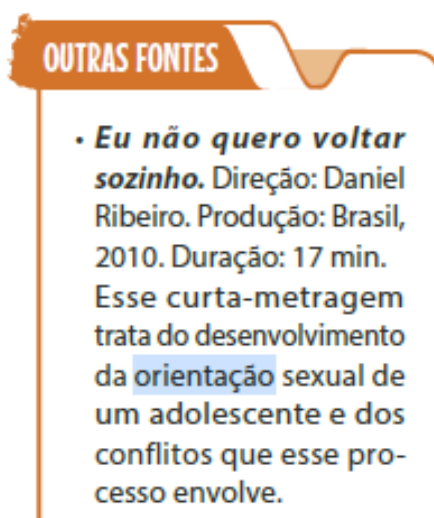 OUTRAS FONTES
• Eu não quero voltar
sozinho. Direção: Daniel
Ribeiro. Produção: Brasil,
2010. Duração: 17 min.
Esse curta-metragem
trata do desenvolvimento
da orientação sexual de
um adolescente e dos
conflitos que esse pro-
cesso envolve.